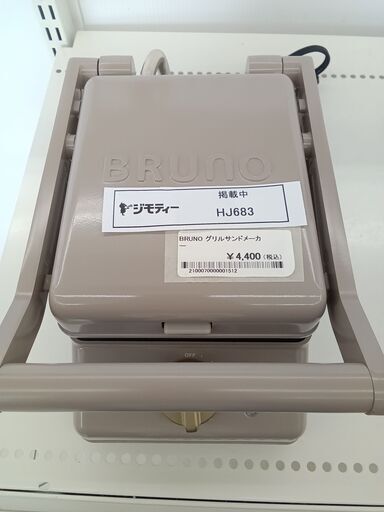 BRUNO
ジモティー
掲載中
HJ683
BRUNO グリルサンドメーカ
ー
￥4,400(税込)
2100070000001512
OFF